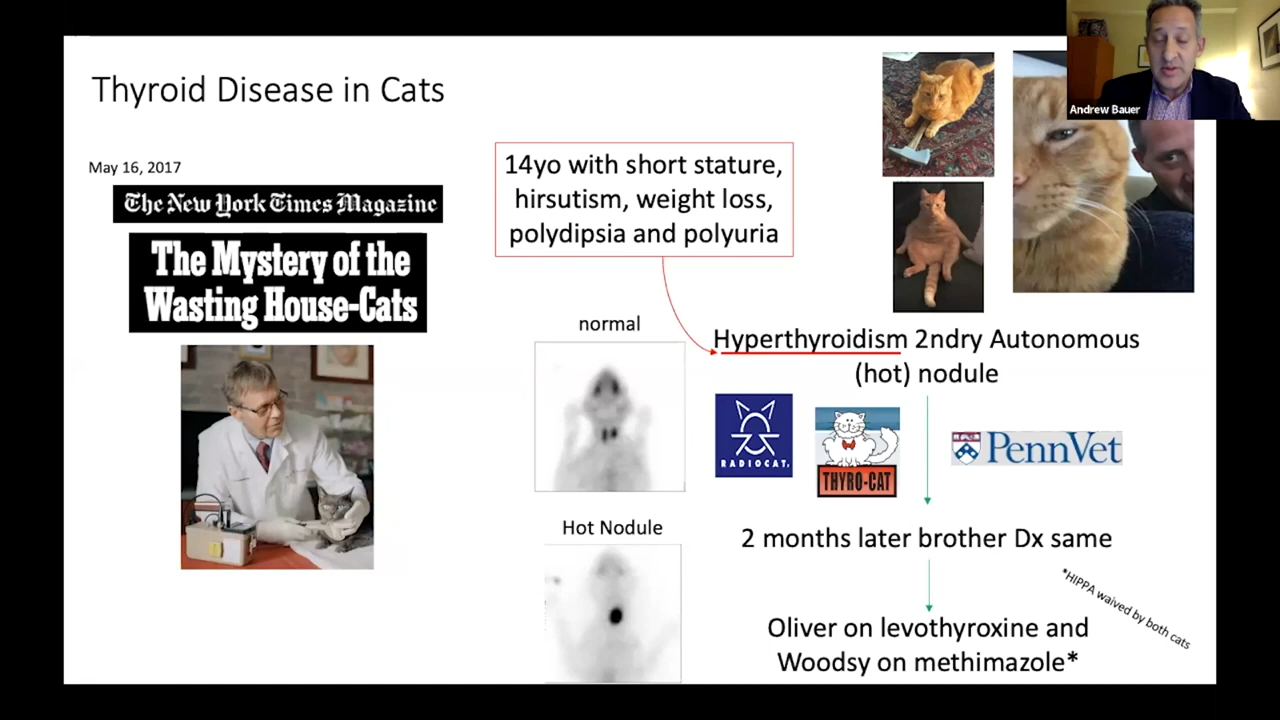 Andrew Bauer
Thyroid Disease in Cats
May 16, 2017
The New York Times Magazine
The Mystery of the
Wasting House-Cats
14yo with short stature,
hirsutism, weight loss,
polydipsia and polyuria
normal
Hot Nodule
Hyperthyroidism 2ndry Autonomous
(hot) nodule
RADIOCAT.
THYRO-CAT
PennVet
2 months later brother Dx same
*HIPPA waived by both cats
Oliver on levothyroxine and
Woodsy on methimazole*